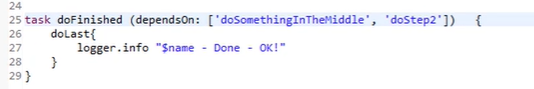 24
25 task doFinished (dependsOn: ['doSomethingInTheMiddle', 'doStep2'])  {
26     doLast{
27         logger.info "$name - Done - OK!"
28     }
29 }